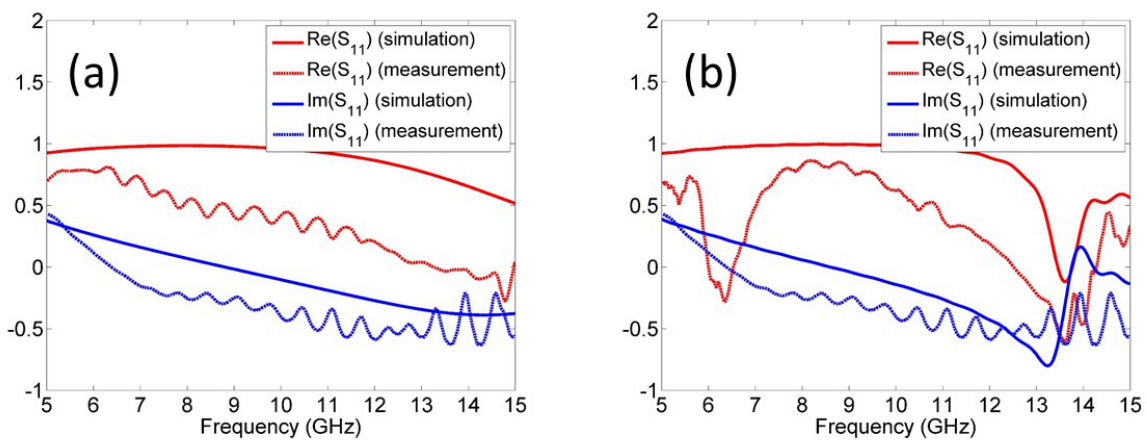 2
1.5
1
0.5
0
-0.5
-1
(a)
Re(S11) (simulation)
Re(S11) (measurement)
Im(S11) (simulation)
Im(S11) (measurement)
5 6 7 8 9 10 11 12 13 14 15
Frequency (GHz)
2
1.5
1
0.5
0
-0.5
-1
(b)
Re(S11) (simulation)
Re(S11) (measurement)
Im(S11) (simulation)
Im(S11) (measurement)
5 6 7 8 9 10 11 12 13 14 15
Frequency (GHz)